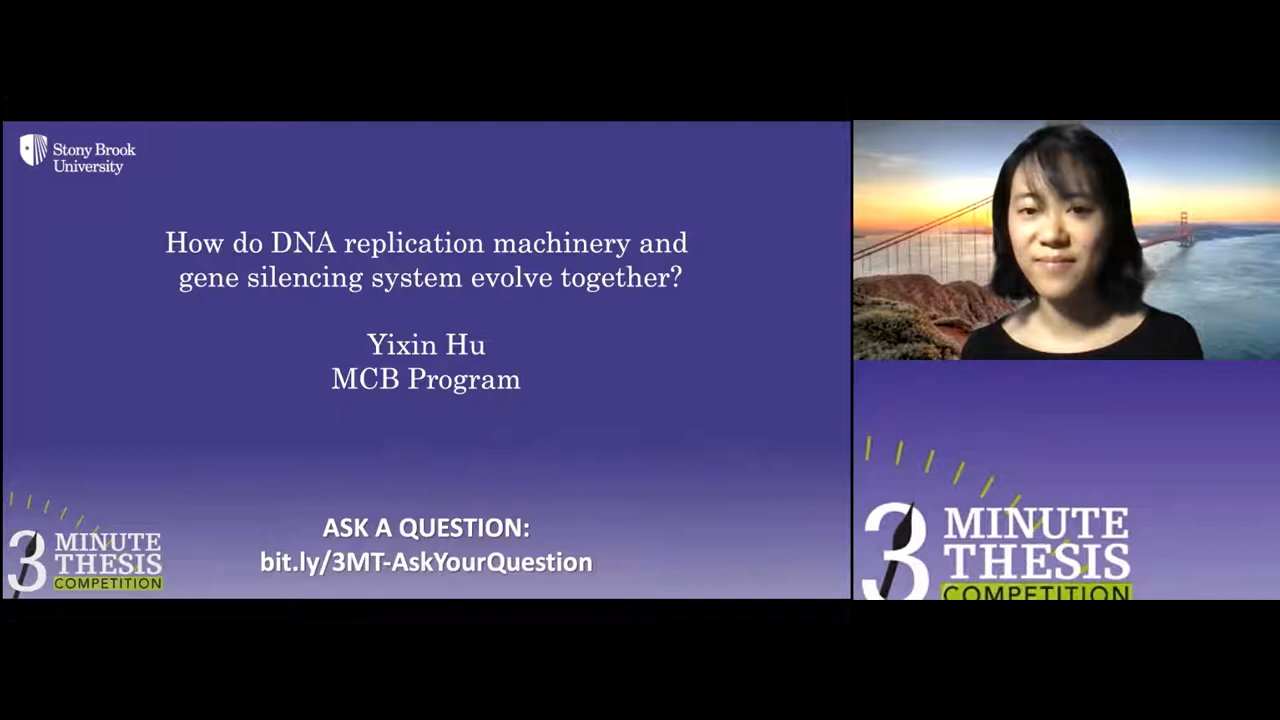 Stony Brook
University
How do DNA replication machinery and
gene silencing system evolve together?
Yixin Hu
MCB Program
ASK A QUESTION:
bit.ly/3MT-AskYourQuestion
3 MINUTE
THESIS
COMPETITION
3 MINUTE
THESIS
COMPETITION